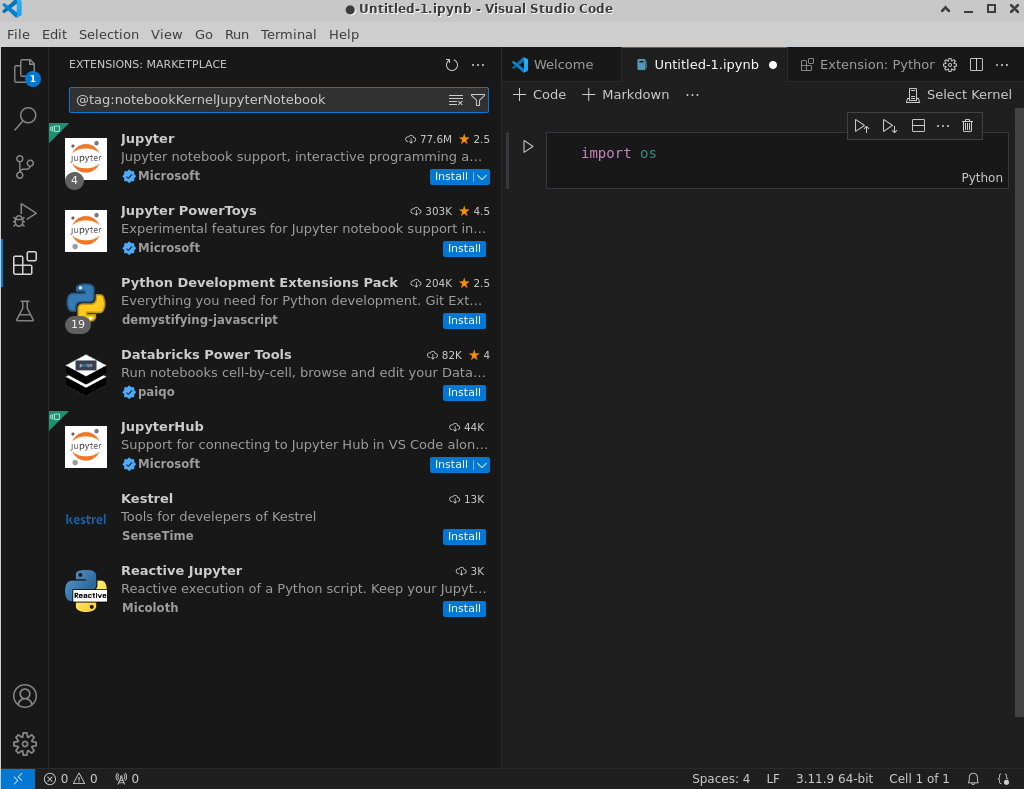 ● Untitled-1.ipynb - Visual Studio Code
File Edit Selection View Go Run Terminal Help
1
EXTENSIONS: MARKETPLACE
@tag:notebookKernelJupyterNotebook
Jupyter 77.6M ★ 2.5
Jupyter notebook support, interactive programming a...
Microsoft Install
jupyter
4
Jupyter PowerToys 303K ★ 4.5
Experimental features for Jupyter notebook support in...
Microsoft Install
jupyter
Python Development Extensions Pack 204K ★ 2.5
Everything you need for Python development. Git Ext...
demystifying-javascript Install
19
Databricks Power Tools 82K ★ 4
Run notebooks cell-by-cell, browse and edit your Data...
paiqo Install
paiqo
JupyterHub 44K
Support for connecting to Jupyter Hub in VS Code alon...
Microsoft Install
jupyter
Kestrel 13K
Tools for develepers of Kestrel
SenseTime Install
kestrel
Reactive Jupyter 3K
Reactive execution of a Python script. Keep your Jupyt...
Micoloth Install
Reactive
Welcome Untitled-1.ipynb ● Extension: Pythor
+ Code + Markdown ··· Select Kernel
import os
Python
0 0 0 Spaces: 4 LF 3.11.9 64-bit Cell 1 of 1